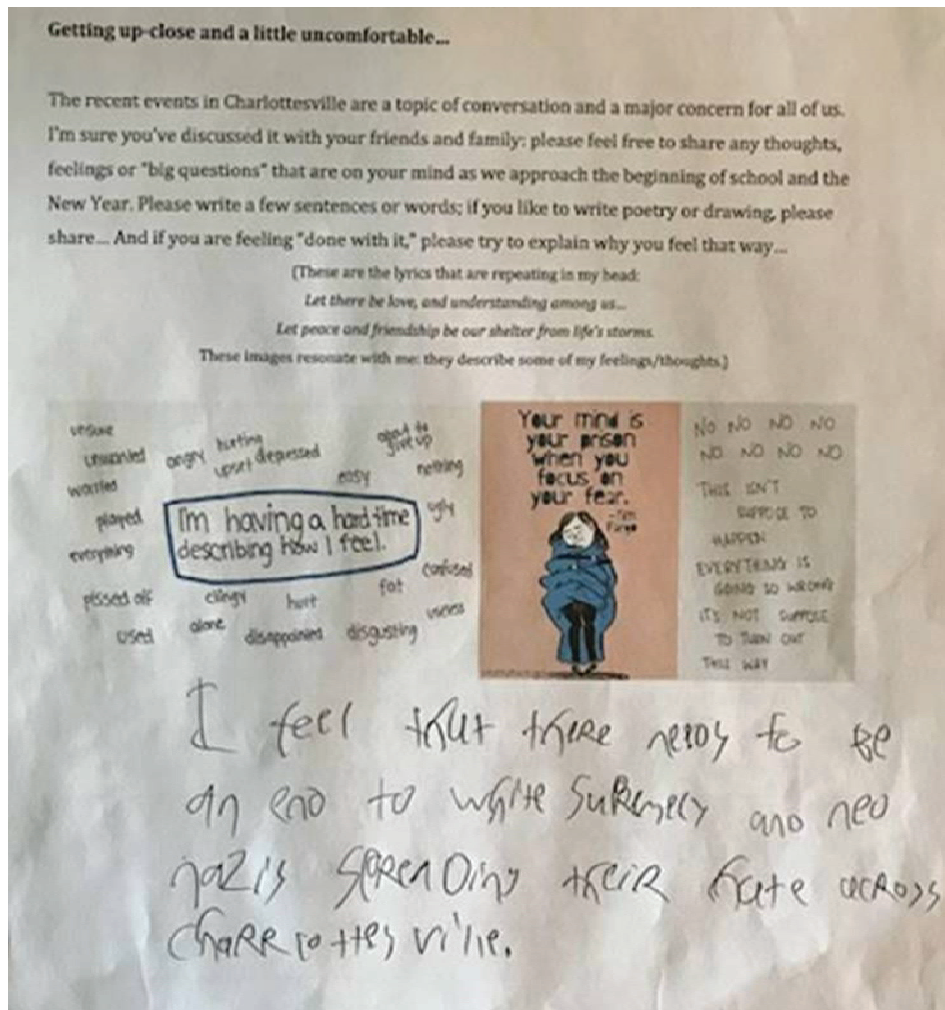 Getting up-close and a little uncomfortable...
The recent events in Charlottesville are a topic of conversation and a major concern for all of us.
I'm sure you've discussed it with your friends and family: please feel free to share any thoughts,
feelings or "big questions" that are on your mind as we approach the beginning of school and the
New Year. Please write a few sentences or words; if you like to write poetry or drawing, please
share... And if you are feeling "done with it," please try to explain why you feel that way...
(These are the lyrics that are repeating in my head:
Let there be love, and understanding among us...
Let peace and friendship be our shelter from life's storms.
These images resonate with me: they describe some of my feelings/thoughts.)
unsure
unwanted
angry
hurting
upset
depressed
give up
worried
easy
nothing
played
ugly
everything
I'm having a hard time
describing how I feel.
confused
pissed off
clingy
hurt
fat
useless
used
alone
disappointed
disgusting
Your mind is
your prison
when you
focus on
your fear.
NO NO NO NO
NO NO NO NO
THIS ISN'T
SUPPOSE TO
HAPPEN
EVERYTHING IS
GOING SO WRONG
IT'S NOT SUPPOSE
TO TURN OUT
THIS WAY
I feel that there needs to be
an end to white supremecy and neo
nazis spreading their hate across
charrlottesville.